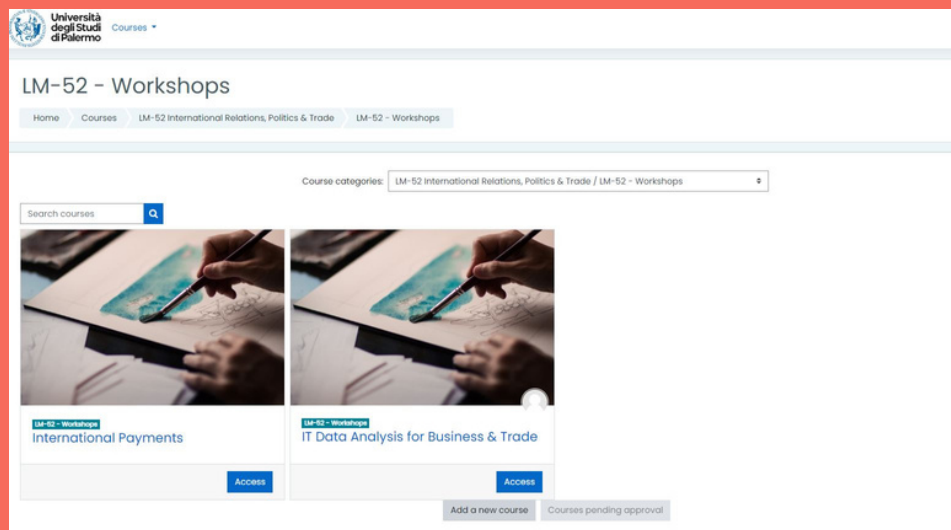 Università
degli Studi
di Palermo
Courses
LM-52 - Workshops
Home Courses LM-52 International Relations, Politics & Trade LM-52 - Workshops
Course categories: LM-52 International Relations, Politics & Trade / LM-52 - Workshops
Search courses
LM-52 - Workshops
International Payments
Access
LM-52 - Workshops
IT Data Analysis for Business & Trade
Access
Add a new course Courses pending approval